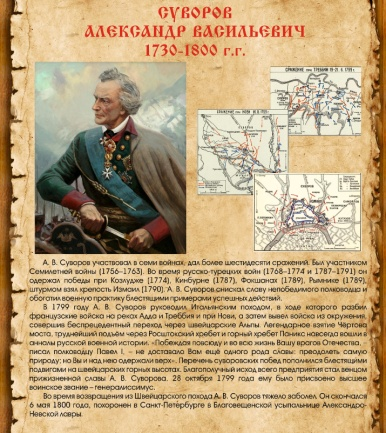 СУВОРОВ
АЛЕКСАНДР ВАСИЛЬЕВИЧ
1730-1800 г.г.
А. В. Суворов участвовал в семи войнах, дал более шестидесяти сражений. Был участником
Семилетней войны (1756–1763). Во время русско-турецких войн (1768–1774 и 1787–1791) он
одержал победы при Козлудже (1774), Кинбурне (1787), Фокшанах (1789), Рымнике (1789),
штурмом взял крепость Измаил (1790). А. В. Суворов снискал славу непобедимого полководца и
обогатил военную практику блестящими примерами успешных действий.
В 1799 году А. В. Суворов руководил Итальянским походом, в ходе которого разбил
французские войска на реках Адда и Треббия и при Нови, а затем вывел войска из окружения,
совершив беспрецедентный переход через швейцарские Альпы. Легендарное взятие Чёртова
моста, труднейший подъём через Росштокский хребет и горный хребет Паникс навсегда вошли в
анналы русской военной истории. «Побеждая повсюду и во всю жизнь Вашу врагов Отечества, –
писал полководцу Павел I, – не доставало Вам ещё одного рода славы: преодолеть самую
природу; но Вы и над нею одержали верх». Перечень суворовских побед пополнился блестящими
подвигами на швейцарских горных высотах. Благополучный исход всего предприятия стал венцом
прижизненной славы А. В. Суворова. 28 октября 1799 года ему было присвоено высшее
воинское звание – генералиссимус.
Во время возвращения из Швейцарского похода А. В. Суворов тяжело заболел. Он скончался
6 мая 1800 года, похоронен в Санкт-Петербурге в Благовещенской усыпальнице Александро-
Невской лавры.